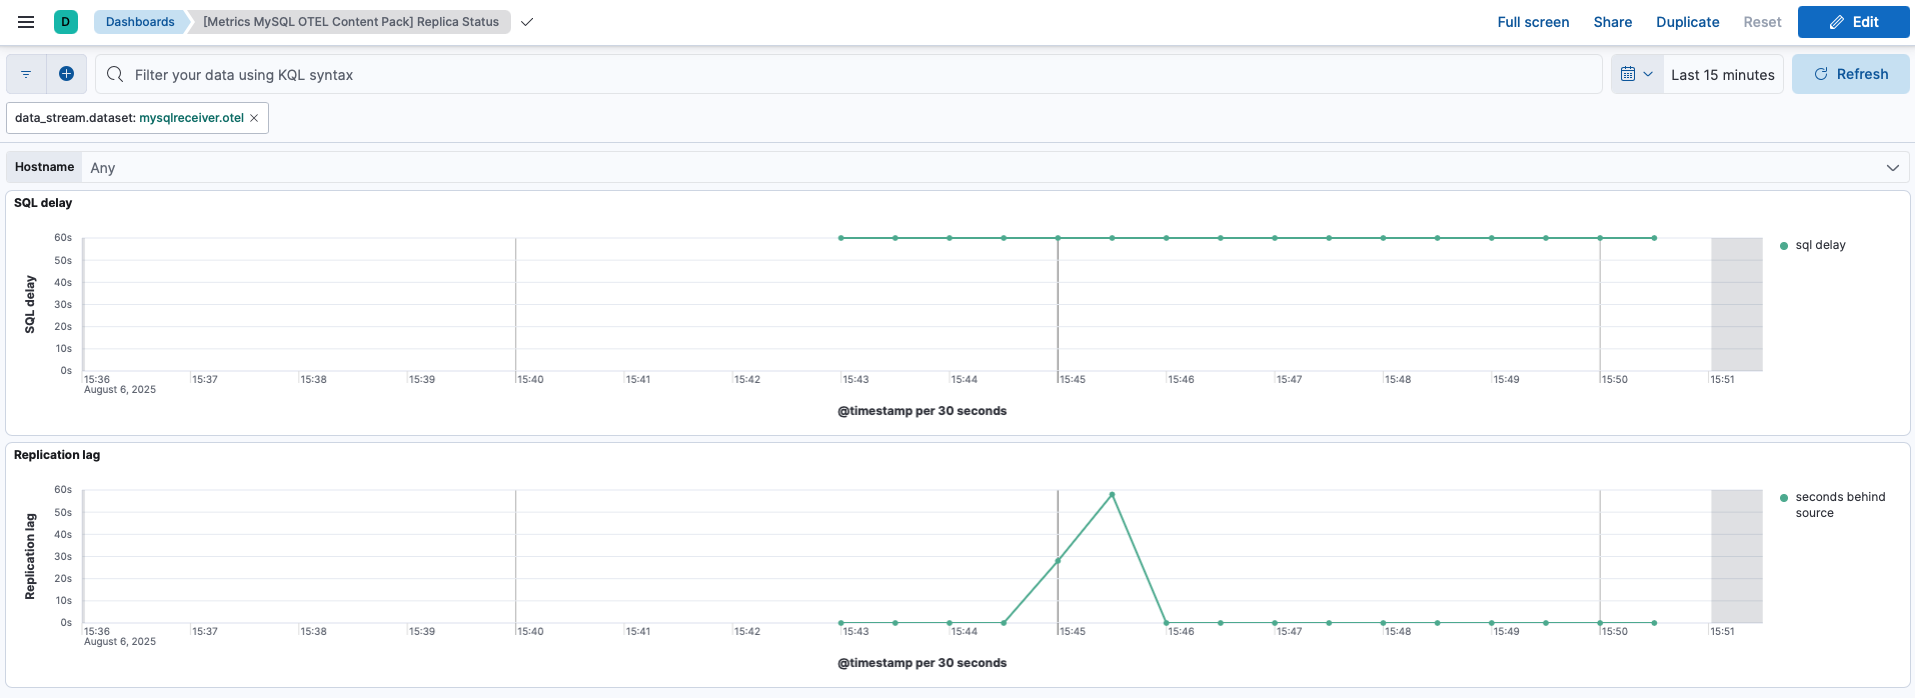 D Dashboards [Metrics MySQL OTEL Content Pack] Replica Status Full screen Share Duplicate Reset Edit
Filter your data using KQL syntax Last 15 minutes Refresh
data_stream.dataset: mysqlreceiver.otel
Hostname Any
SQL delay
SQL delay
60s
50s
40s
30s
20s
10s
0s
15:36 15:37 15:38 15:39 15:40 15:41 15:42 15:43 15:44 15:45 15:46 15:47 15:48 15:49 15:50 15:51
August 6, 2025
@timestamp per 30 seconds
sql delay
Replication lag
Replication lag
60s
50s
40s
30s
20s
10s
0s
15:36 15:37 15:38 15:39 15:40 15:41 15:42 15:43 15:44 15:45 15:46 15:47 15:48 15:49 15:50 15:51
August 6, 2025
@timestamp per 30 seconds
seconds behind
source